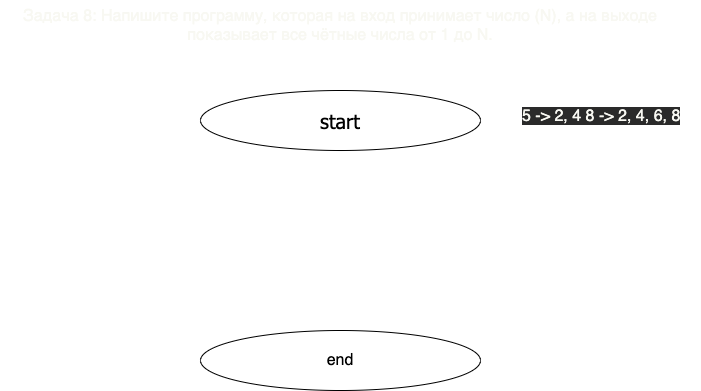 Задача 8: Напишите программу, которая на вход принимает число (N), а на выходе
показывает все чётные числа от 1 до N.
start
5 -> 2, 4 8 -> 2, 4, 6, 8
end